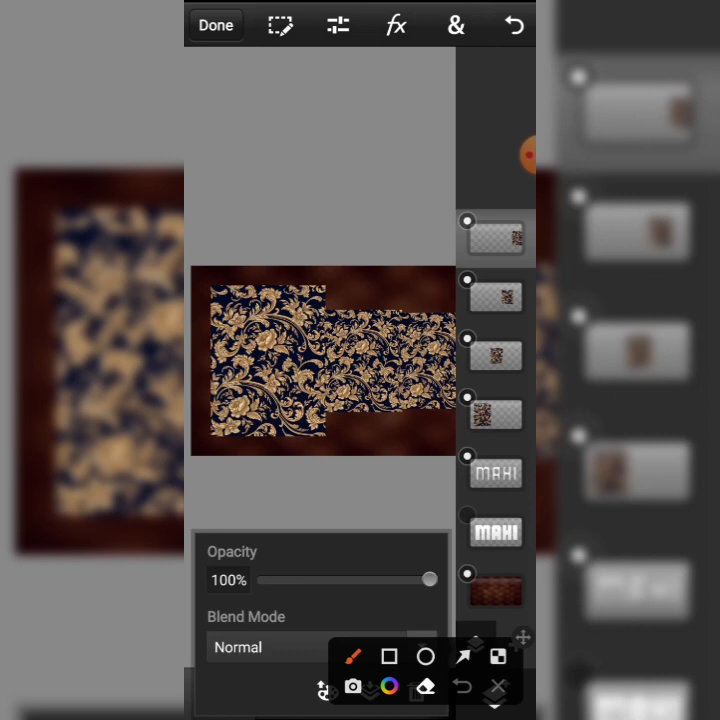 Done
fx
&
MAHI
MAHI
Opacity
100%
Blend Mode
Normal